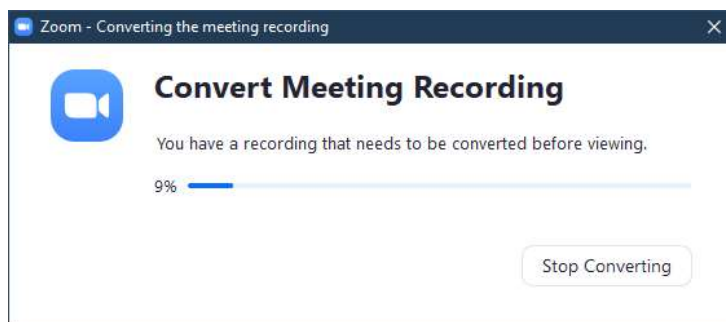 Zoom - Converting the meeting recording
Convert Meeting Recording
You have a recording that needs to be converted before viewing.
9%
Stop Converting